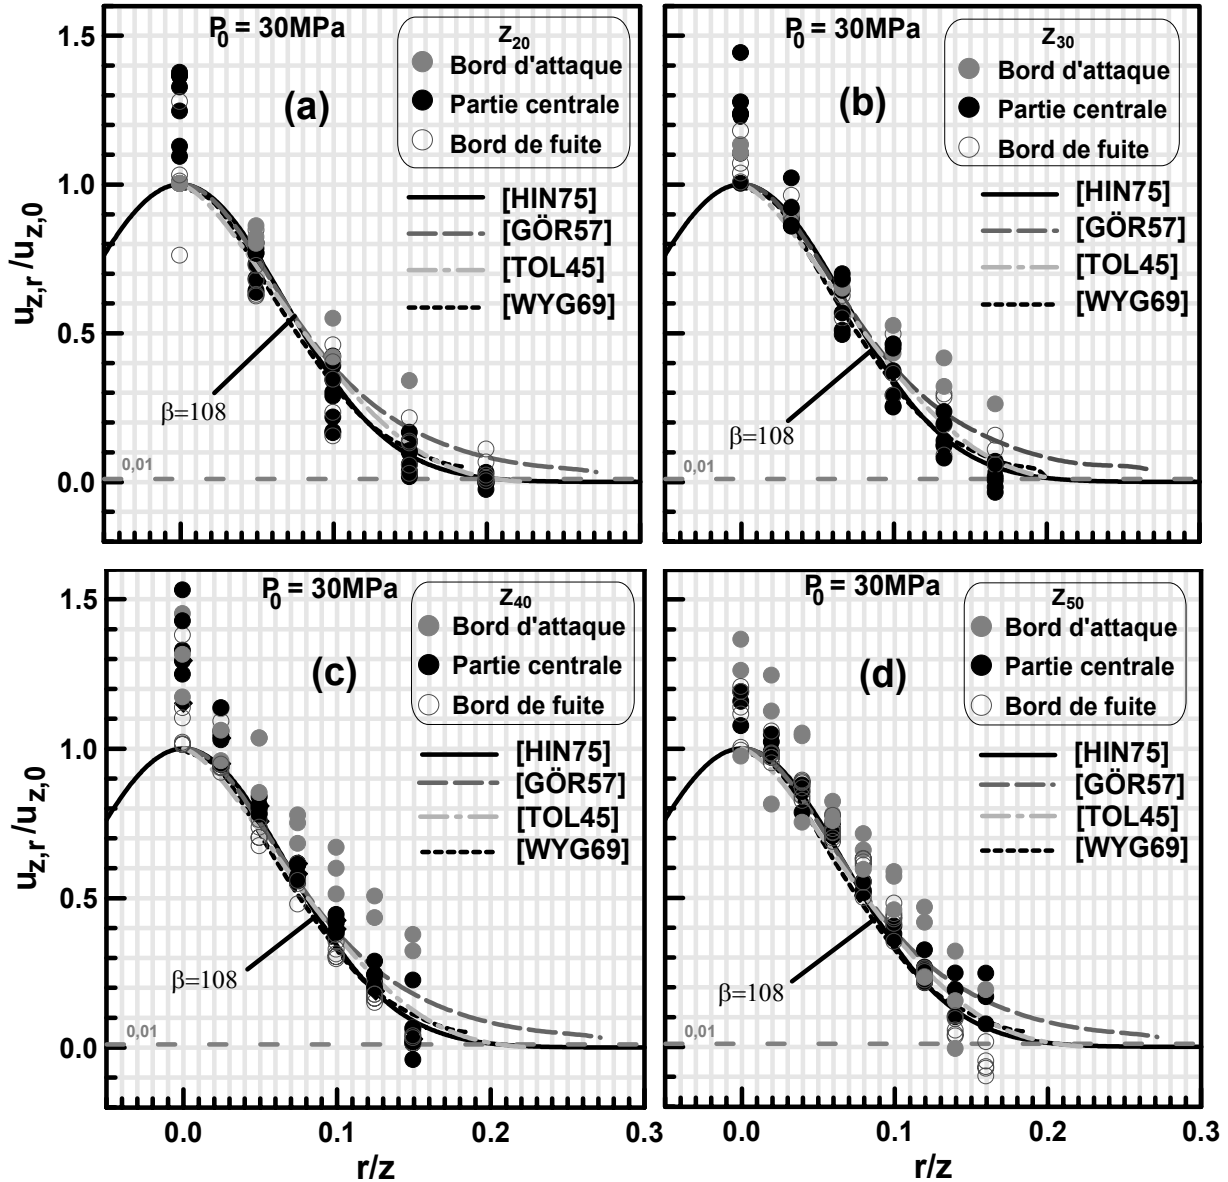 P0 = 30MPa
Z20
Bord d'attaque
Partie centrale
Bord de fuite
(a)
[HIN75]
[GÖR57]
[TOL45]
[WYG69]
β=108
0,01
1.5
1.0
0.5
0.0
uz,r /uz,0
P0 = 30MPa
Z30
Bord d'attaque
Partie centrale
Bord de fuite
(b)
[HIN75]
[GÖR57]
[TOL45]
[WYG69]
β=108
0,01
P0 = 30MPa
Z40
Bord d'attaque
Partie centrale
Bord de fuite
(c)
[HIN75]
[GÖR57]
[TOL45]
[WYG69]
β=108
0,01
1.5
1.0
0.5
0.0
uz,r /uz,0
0.0 0.1 0.2 0.3
r/z
P0 = 30MPa
Z50
Bord d'attaque
Partie centrale
Bord de fuite
(d)
[HIN75]
[GÖR57]
[TOL45]
[WYG69]
β=108
0,01
0.0 0.1 0.2 0.3
r/z